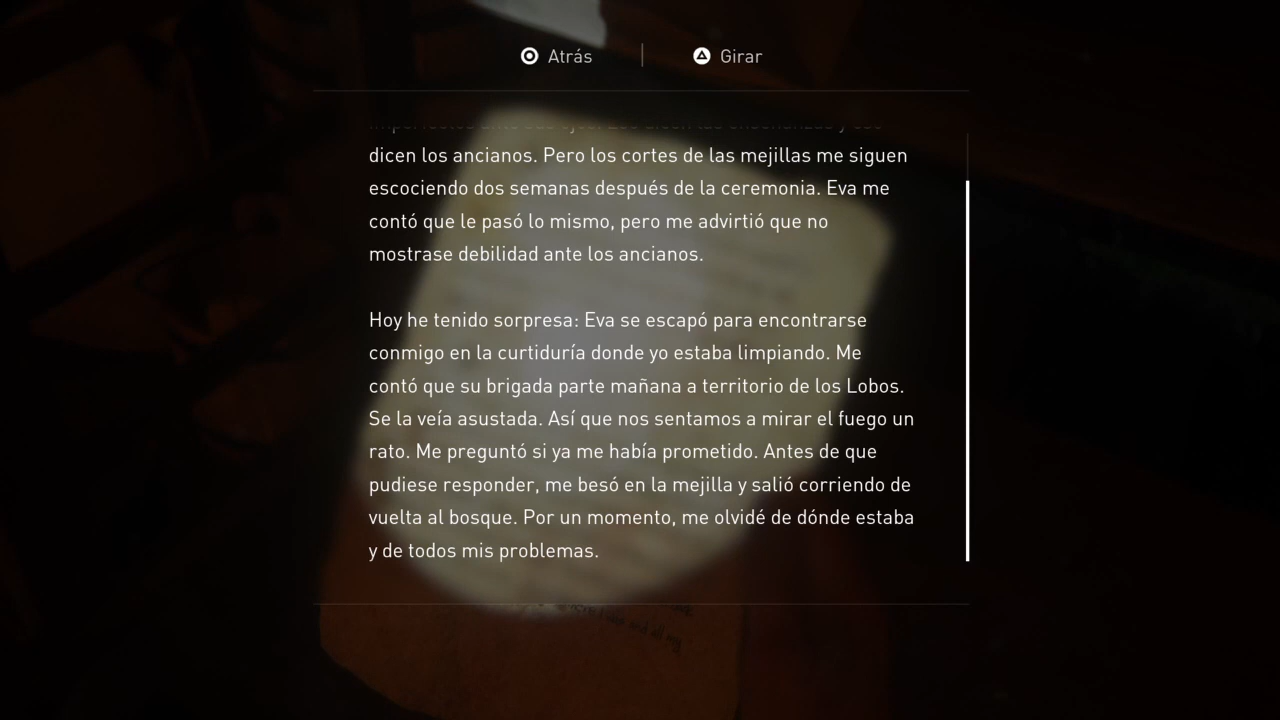 Atrás
Girar
dicen los ancianos. Pero los cortes de las mejillas me siguen
escociendo dos semanas después de la ceremonia. Eva me
contó que le pasó lo mismo, pero me advirtió que no
mostrase debilidad ante los ancianos.
Hoy he tenido sorpresa: Eva se escapó para encontrarse
conmigo en la curtiduría donde yo estaba limpiando. Me
contó que su brigada parte mañana a territorio de los Lobos.
Se la veía asustada. Así que nos sentamos a mirar el fuego un
rato. Me preguntó si ya me había prometido. Antes de que
pudiese responder, me besó en la mejilla y salió corriendo de
vuelta al bosque. Por un momento, me olvidé de dónde estaba
y de todos mis problemas.